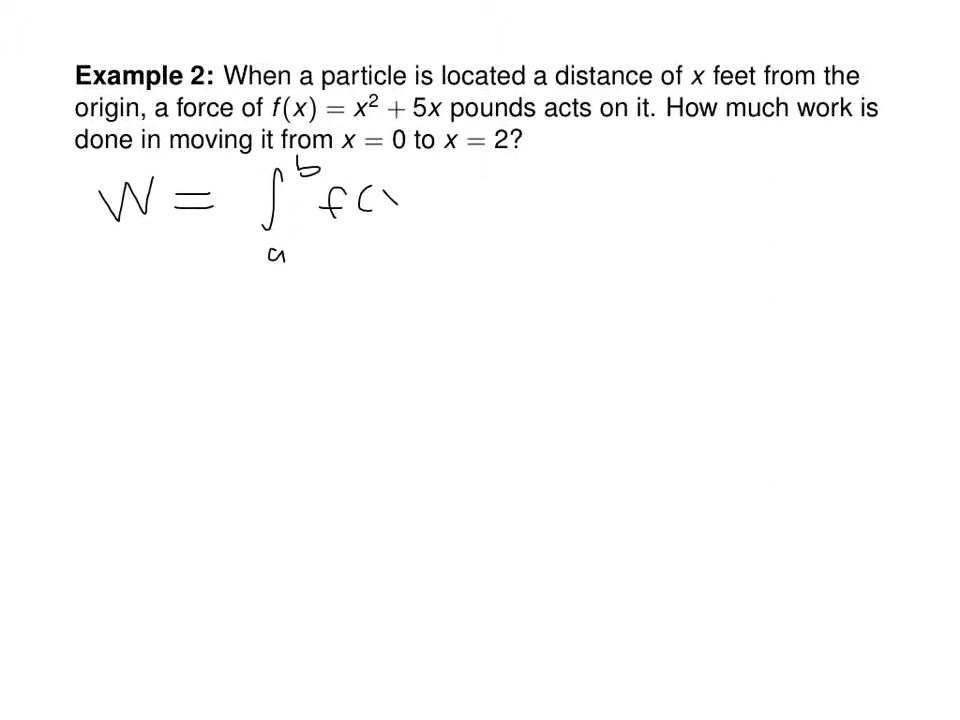 Example 2: When a particle is located a distance of x feet from the
origin, a force of f(x) = x² + 5x pounds acts on it. How much work is
done in moving it from x = 0 to x = 2?
W = ∫ₐᵇ f(\